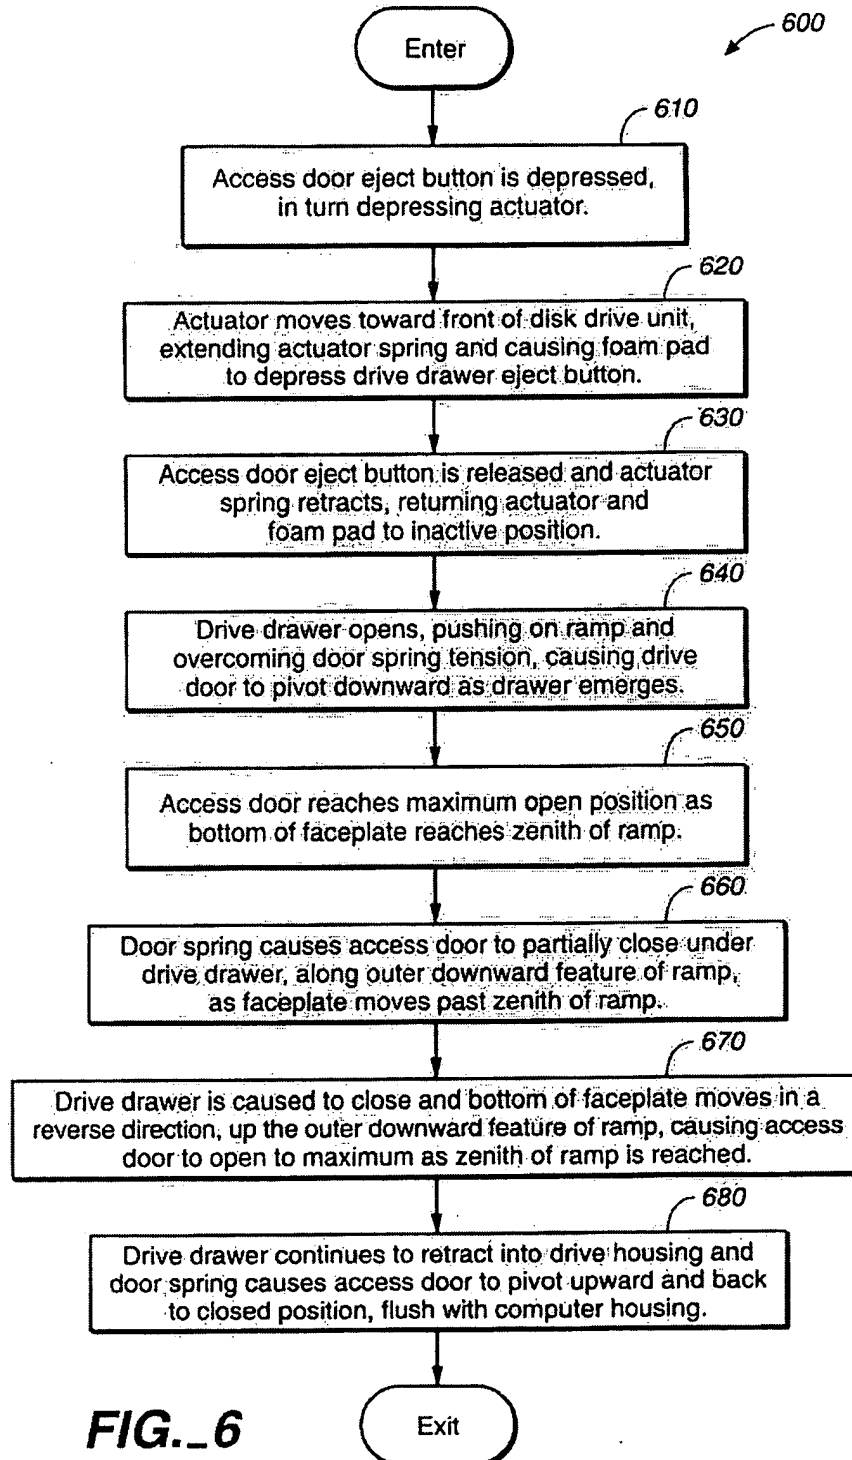 Enter
600
610
Access door eject button is depressed,
in turn depressing actuator.
620
Actuator moves toward front of disk drive unit,
extending actuator spring and causing foam pad
to depress drive drawer eject button.
630
Access door eject button is released and actuator
spring retracts, returning actuator and
foam pad to inactive position.
640
Drive drawer opens, pushing on ramp and
overcoming door spring tension, causing drive
door to pivot downward as drawer emerges.
650
Access door reaches maximum open position as
bottom of faceplate reaches zenith of ramp.
660
Door spring causes access door to partially close under
drive drawer, along outer downward feature of ramp,
as faceplate moves past zenith of ramp.
670
Drive drawer is caused to close and bottom of faceplate moves in a
reverse direction, up the outer downward feature of ramp, causing access
door to open to maximum as zenith of ramp is reached.
680
Drive drawer continues to retract into drive housing and
door spring causes access door to pivot upward and back
to closed position, flush with computer housing.
Exit
FIG._6